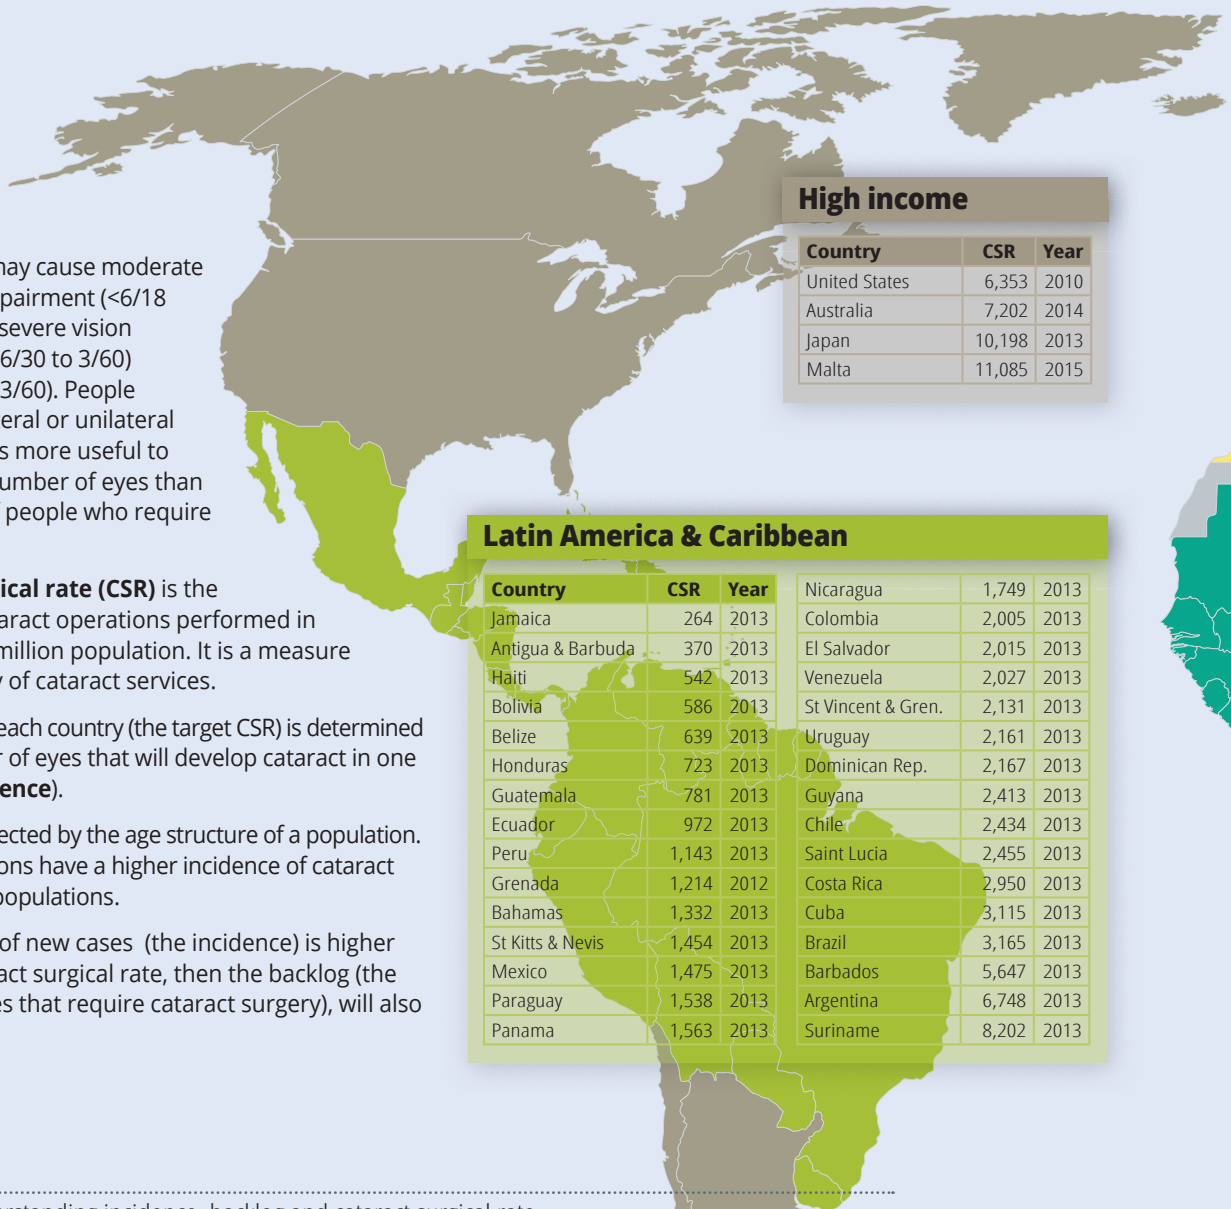 may cause moderate
pairment (<6/18
severe vision
6/30 to 3/60)
3/60). People
eral or unilateral
s more useful to
umber of eyes than
f people who require
ical rate (CSR) is the
aract operations performed in
million population. It is a measure
y of cataract services.
each country (the target CSR) is determined
r of eyes that will develop cataract in one
ence).
ected by the age structure of a population.
ons have a higher incidence of cataract
populations.
of new cases (the incidence) is higher
act surgical rate, then the backlog (the
es that require cataract surgery), will also
High income
Country CSR Year
United States 6,353 2010
Australia 7,202 2014
Japan 10,198 2013
Malta 11,085 2015
Latin America & Caribbean
Country CSR Year
Jamaica 264 2013
Antigua & Barbuda 370 2013
Haiti 542 2013
Bolivia 586 2013
Belize 639 2013
Honduras 723 2013
Guatemala 781 2013
Ecuador 972 2013
Peru 1,143 2013
Grenada 1,214 2012
Bahamas 1,332 2013
St Kitts & Nevis 1,454 2013
Mexico 1,475 2013
Paraguay 1,538 2013
Panama 1,563 2013
Nicaragua 1,749 2013
Colombia 2,005 2013
El Salvador 2,015 2013
Venezuela 2,027 2013
St Vincent & Gren. 2,131 2013
Uruguay 2,161 2013
Dominican Rep. 2,167 2013
Guyana 2,413 2013
Chile 2,434 2013
Saint Lucia 2,455 2013
Costa Rica 2,950 2013
Cuba 3,115 2013
Brazil 3,165 2013
Barbados 5,647 2013
Argentina 6,748 2013
Suriname 8,202 2013
erstanding incidence, backlog and cataract surgical rate